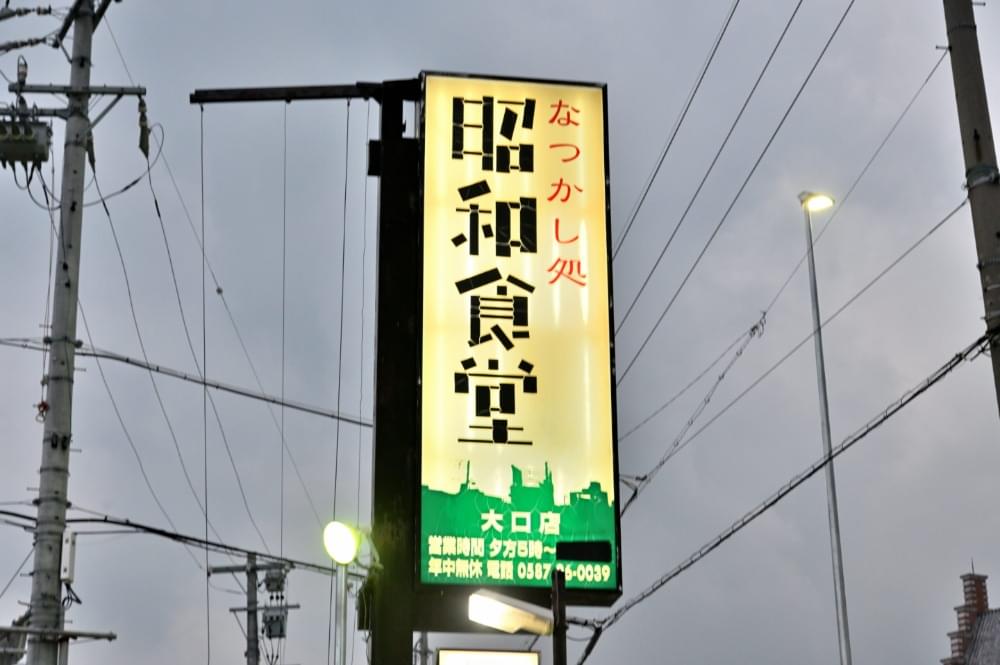 なつかし処
昭和食堂
大口店
営業時間 夕方5時〜
年中無休 電話 0587 6-0039